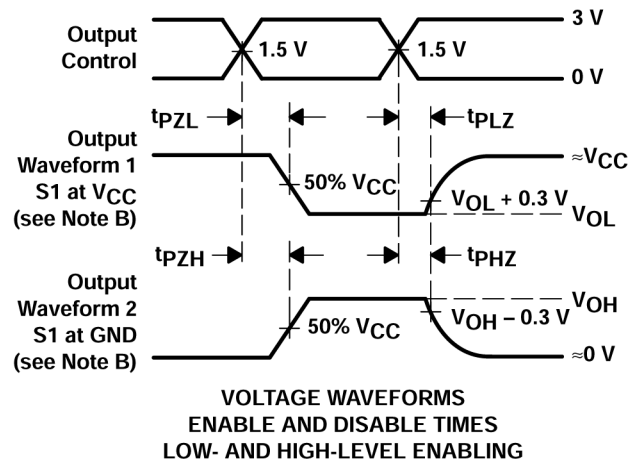 3 V
Output
Control
1.5 V
1.5 V
0 V
tPZL
tPLZ
Output
Waveform 1
S1 at VCC
(see Note B)
≈VCC
50% VCC
VOL + 0.3 V
VOL
tPZH
tPHZ
Output
Waveform 2
S1 at GND
(see Note B)
VOH
50% VCC
VOH – 0.3 V
≈0 V
VOLTAGE WAVEFORMS
ENABLE AND DISABLE TIMES
LOW- AND HIGH-LEVEL ENABLING